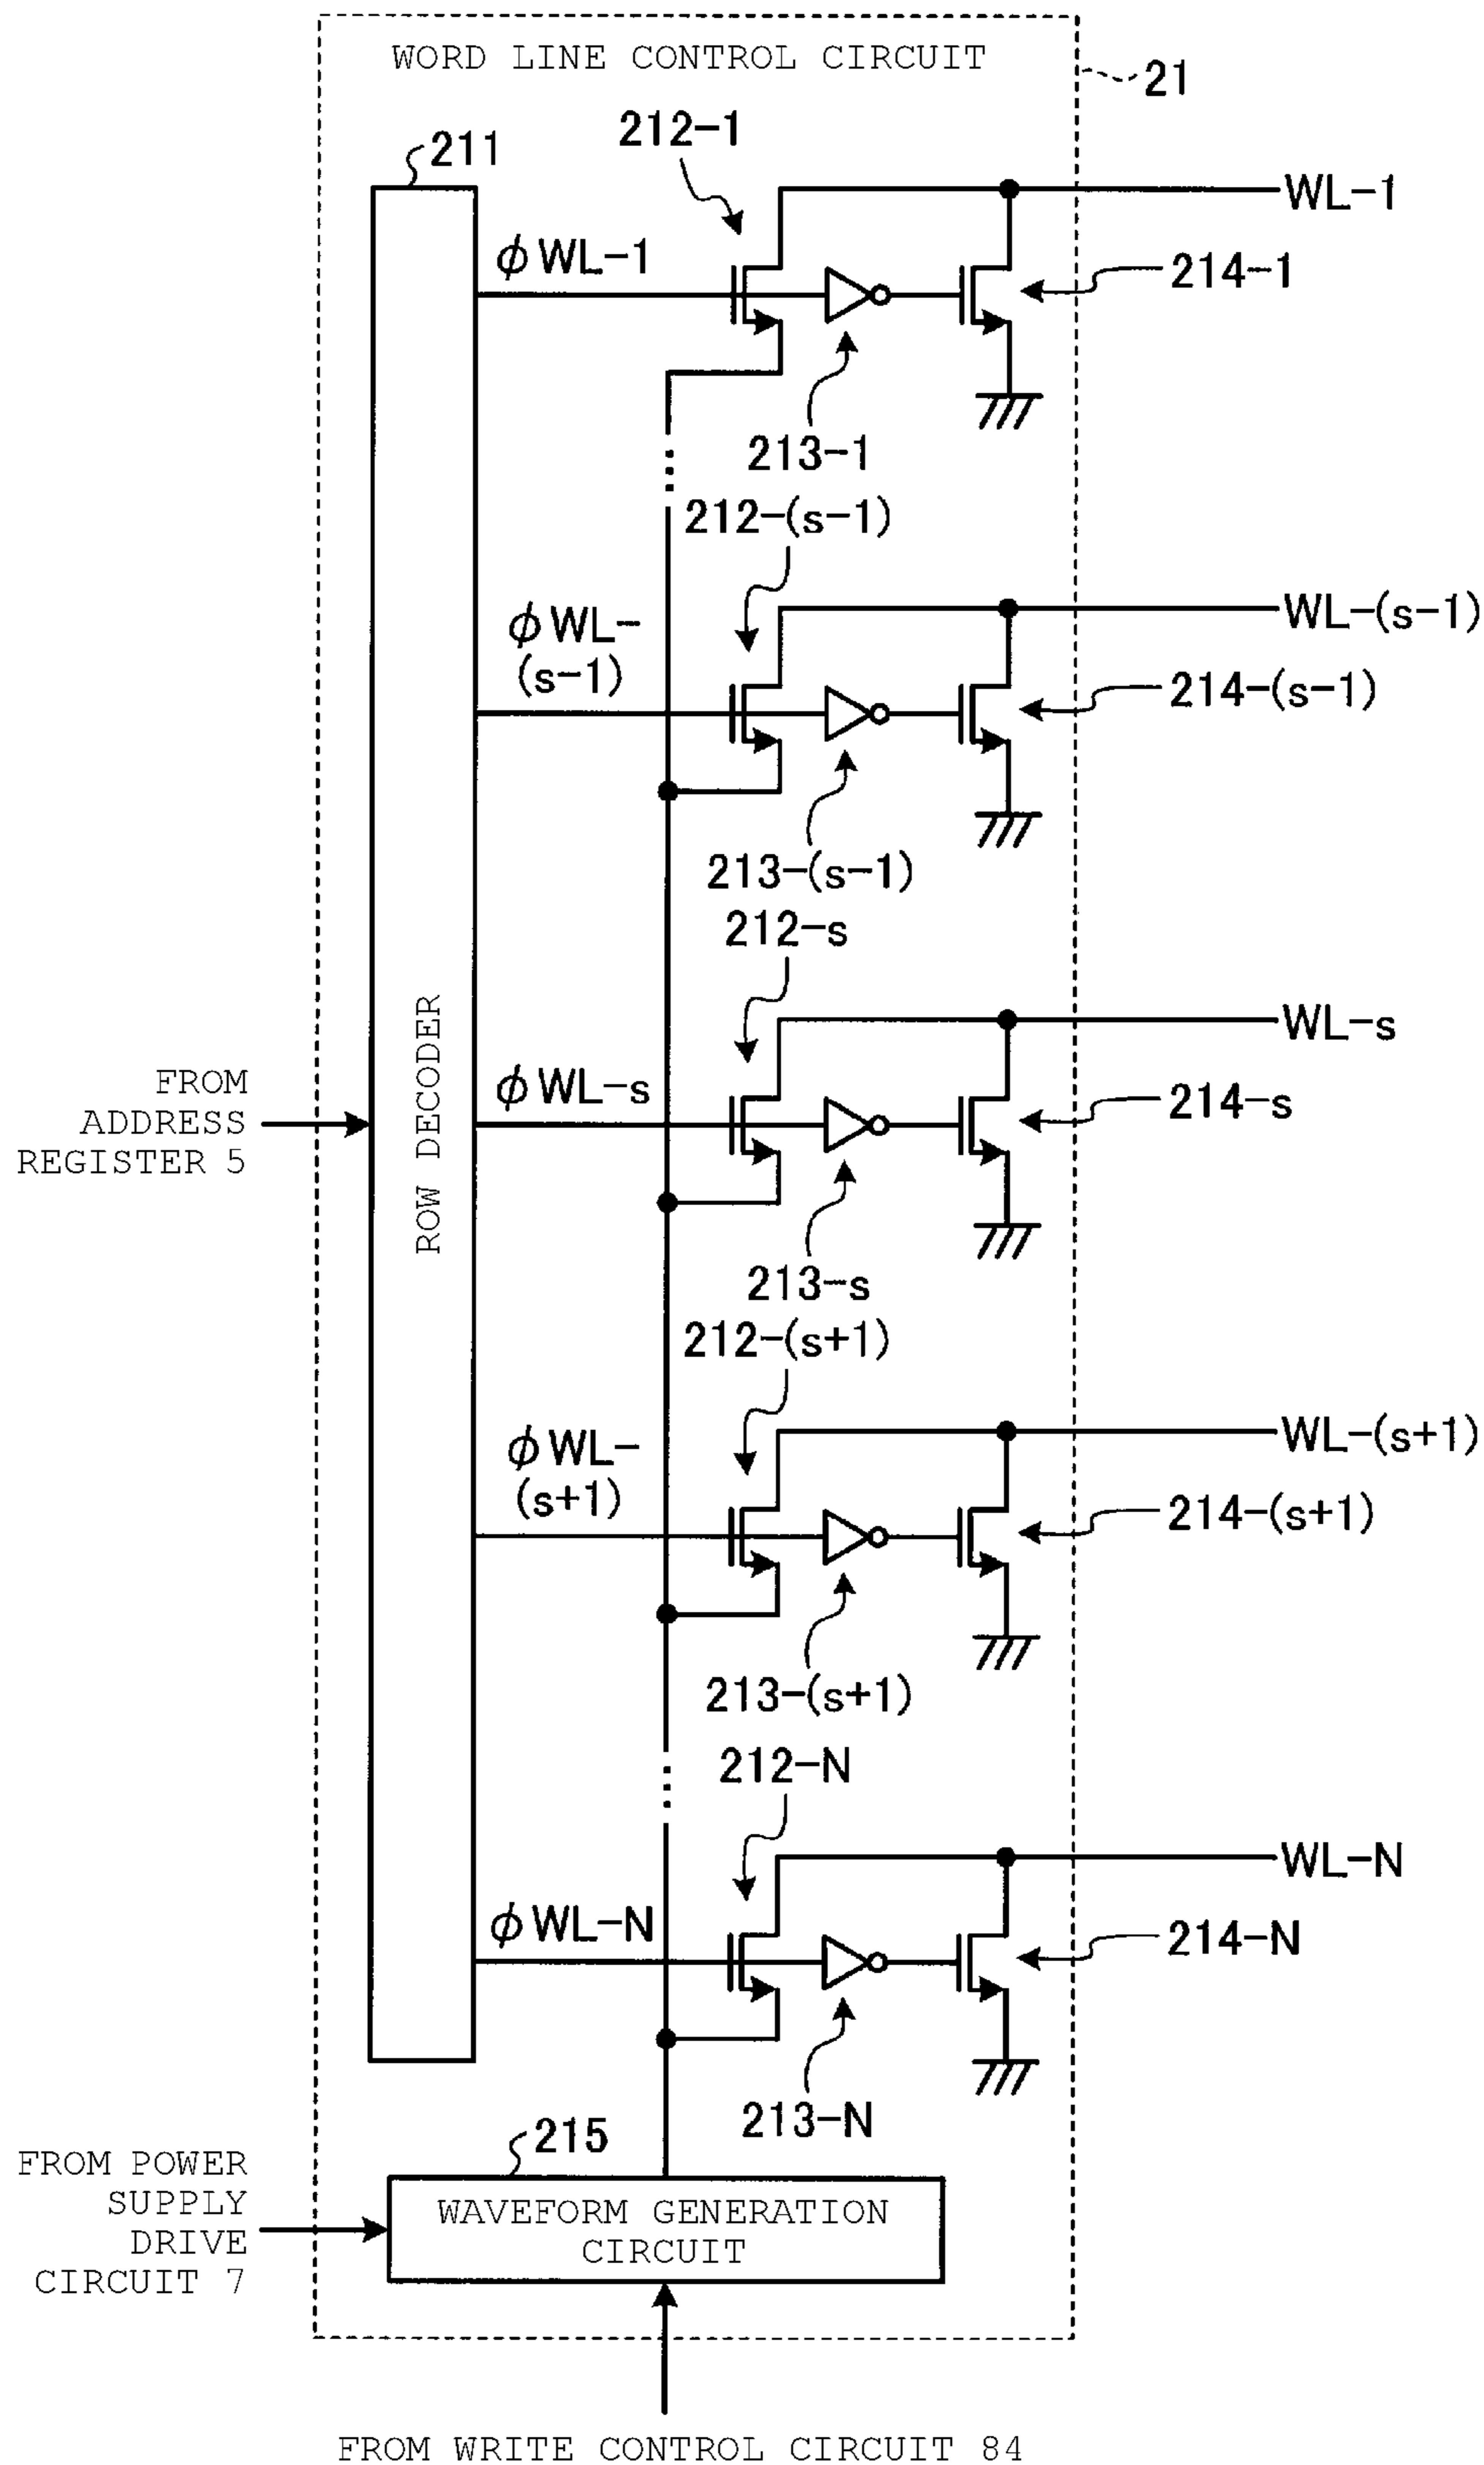 WORD LINE CONTROL CIRCUIT
21
212-1
211
WL-1
φWL-1
214-1
213-1
212-(s-1)
WL-(s-1)
φWL-
(s-1)
214-(s-1)
213-(s-1)
212-s
WL-s
FROM
ADDRESS
REGISTER 5
ROW DECODER
φWL-s
214-s
213-s
212-(s+1)
WL-(s+1)
φWL-
(s+1)
214-(s+1)
213-(s+1)
212-N
WL-N
φWL-N
214-N
213-N
215
FROM POWER
SUPPLY
DRIVE
CIRCUIT 7
WAVEFORM GENERATION
CIRCUIT
FROM WRITE CONTROL CIRCUIT 84